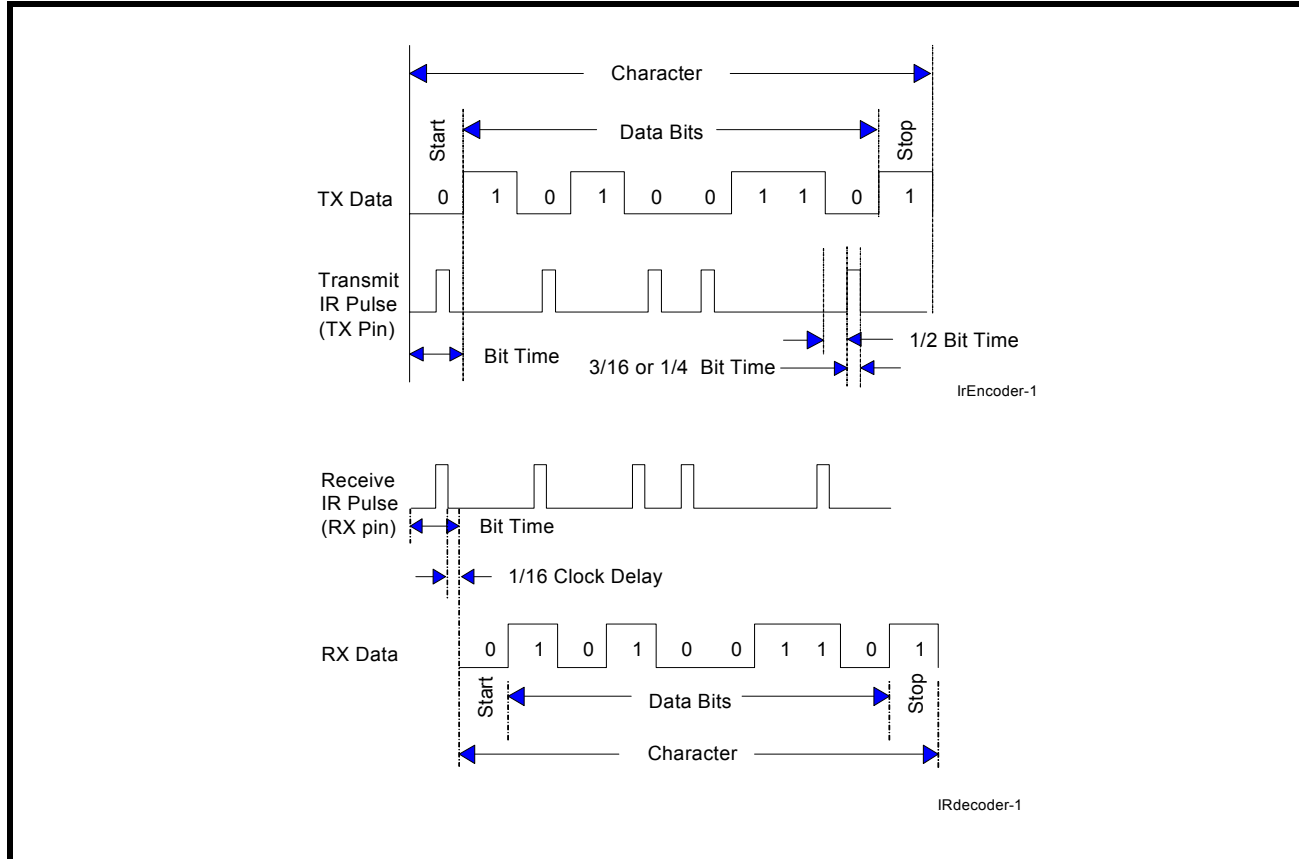 Character
Start
Data Bits
Stop
TX Data
0 1 0 1 0 0 1 1 0 1
Transmit
IR Pulse
(TX Pin)
Bit Time
1/2 Bit Time
3/16 or 1/4 Bit Time
IrEncoder-1
Receive
IR Pulse
(RX pin)
Bit Time
1/16 Clock Delay
RX Data
0 1 0 1 0 0 1 1 0 1
Start
Data Bits
Stop
Character
IRdecoder-1